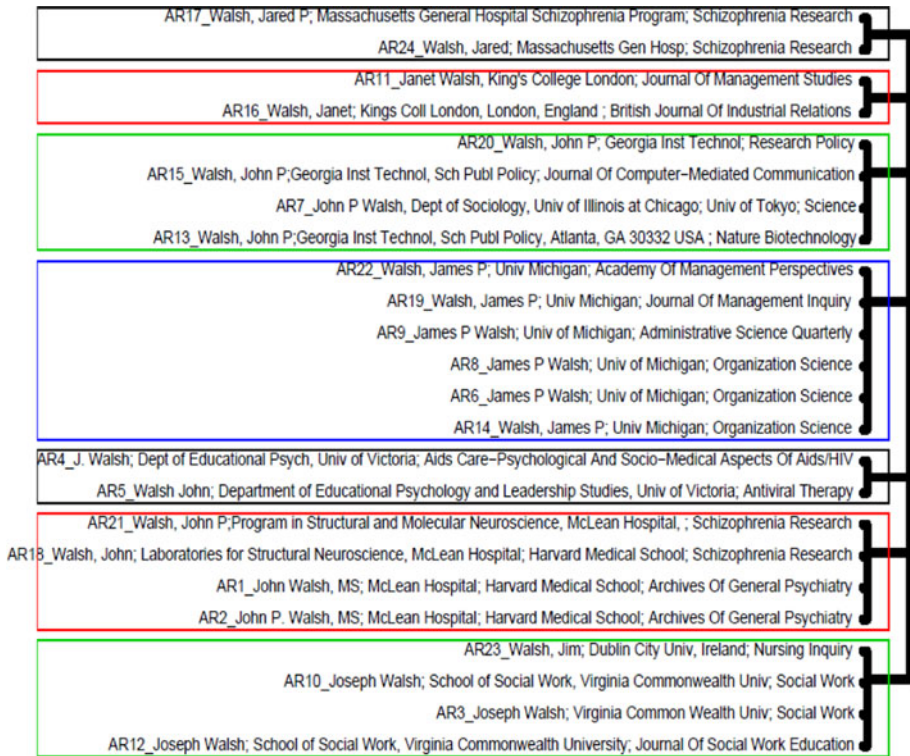 AR17_Walsh, Jared P; Massachusetts General Hospital Schizophrenia Program; Schizophrenia Research
AR24_Walsh, Jared; Massachusetts Gen Hosp; Schizophrenia Research
AR11_Janet Walsh, King's College London; Journal Of Management Studies
AR16_Walsh, Janet; Kings Coll London, London, England ; British Journal Of Industrial Relations
AR20_Walsh, John P; Georgia Inst Technol; Research Policy
AR15_Walsh, John P;Georgia Inst Technol, Sch Publ Policy; Journal Of Computer−Mediated Communication
AR7_John P Walsh, Dept of Sociology, Univ of Illinois at Chicago; Univ of Tokyo; Science
AR13_Walsh, John P;Georgia Inst Technol, Sch Publ Policy, Atlanta, GA 30332 USA ; Nature Biotechnology
AR22_Walsh, James P; Univ Michigan; Academy Of Management Perspectives
AR19_Walsh, James P; Univ Michigan; Journal Of Management Inquiry
AR9_James P Walsh; Univ of Michigan; Administrative Science Quarterly
AR8_James P Walsh; Univ of Michigan; Organization Science
AR6_James P Walsh; Univ of Michigan; Organization Science
AR14_Walsh, James P; Univ Michigan; Organization Science
AR4_J. Walsh; Dept of Educational Psych, Univ of Victoria; Aids Care−Psychological And Socio−Medical Aspects Of Aids/HIV
AR5_Walsh John; Department of Educational Psychology and Leadership Studies, Univ of Victoria; Antiviral Therapy
AR21_Walsh, John P;Program in Structural and Molecular Neuroscience, McLean Hospital, ; Schizophrenia Research
AR18_Walsh, John; Laboratories for Structural Neuroscience, McLean Hospital; Harvard Medical School; Schizophrenia Research
AR1_John Walsh, MS; McLean Hospital; Harvard Medical School; Archives Of General Psychiatry
AR2_John P. Walsh, MS; McLean Hospital; Harvard Medical School; Archives Of General Psychiatry
AR23_Walsh, Jim; Dublin City Univ, Ireland; Nursing Inquiry
AR10_Joseph Walsh; School of Social Work, Virginia Commonwealth Univ; Social Work
AR3_Joseph Walsh; Virginia Common Wealth Univ; Social Work
AR12_Joseph Walsh; School of Social Work, Virginia Commonwealth University; Journal Of Social Work Education